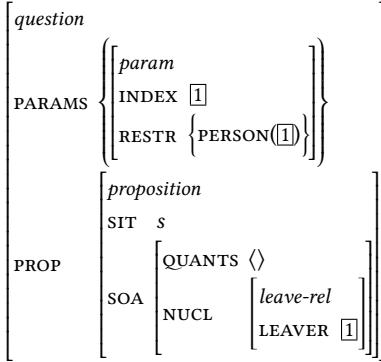 question
PARAMS { param
INDEX 1
RESTR {PERSON(1)} }
PROP proposition
SIT s
SOA QUANTS ⟨⟩
NUCL leave-rel
LEAVER 1